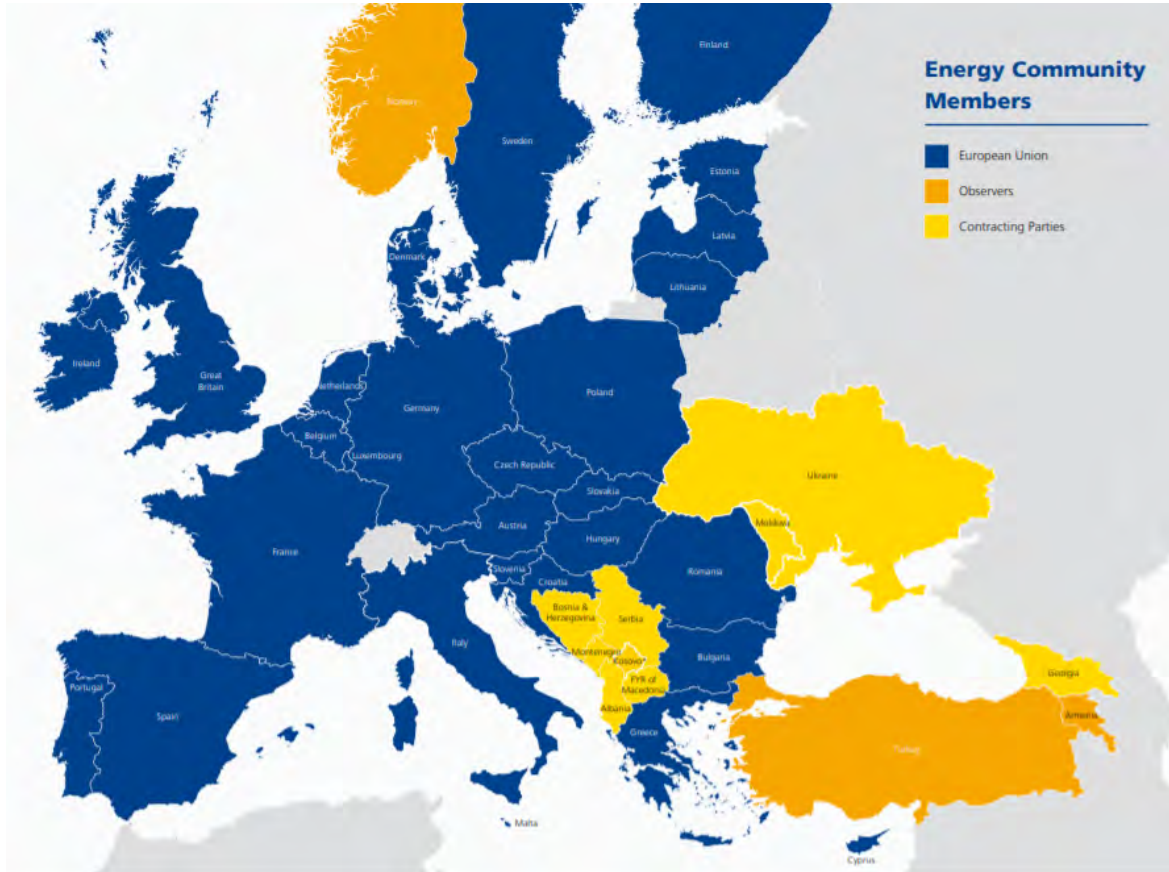 Finland
Energy Community
Members
European Union
Observers
Contracting Parties
Norway
Sweden
Estonia
Latvia
Lithuania
Denmark
Ireland
Great
Britain
Netherlands
Belgium
Luxembourg
Germany
Poland
Czech Republic
Slovakia
Austria
Hungary
Ukraine
Moldova
France
Slovenia
Croatia
Romania
Bosnia &
Herzegovina
Serbia
Italy
Montenegro
Kosovo*
Bulgaria
FYR of
Macedonia
Albania
Georgia
Armenia
Portugal
Spain
Greece
Turkey
Malta
Cyprus